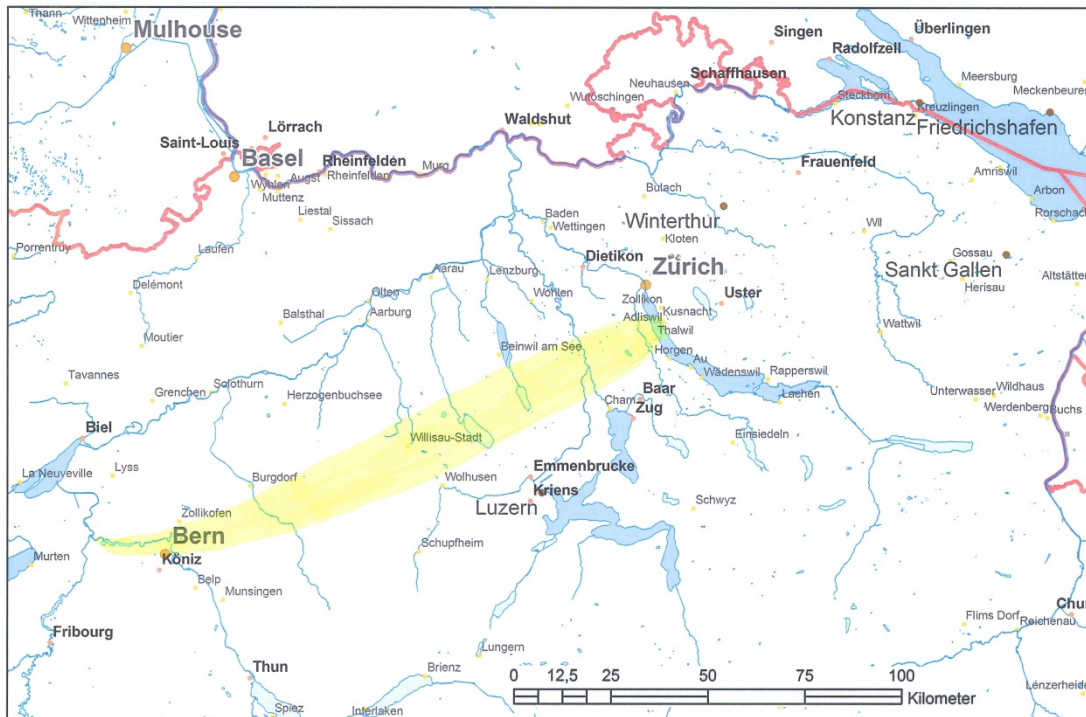 Thann
Wittenheim
Mulhouse
Singen
Überlingen
Radolfzell
Schaffhausen
Neuhausen
Meersburg
Meckenbeuren
Wutöschingen
Steckborn
Kreuzlingen
Konstanz
Friedrichshafen
Waldshut
Lörrach
Saint-Louis
Basel
Rheinfelden
Murg
Augst
Rheinfelden
Wyhlen
Muttenz
Frauenfeld
Amriswil
Arbon
Rorschach
Bulach
Liestal
Sissach
Baden
Wettingen
Winterthur
Kloten
Wil
Porrentruy
Laufen
Dietikon
Zürich
Gossau
Sankt Gallen
Herisau
Altstätten
Delémont
Aarau
Lenzburg
Wohlen
Olten
Aarburg
Balsthal
Zollikon
Uster
Kusnacht
Adliswil
Thalwil
Wattwil
Moutier
Beinwil am See
Horgen
Au
Wädenswil
Rapperswil
Lachen
Tavannes
Grenchen
Solothurn
Herzogenbuchsee
Baar
Cham
Zug
Unterwasser
Wildhaus
Werdenberg
Buchs
Biel
Willisau-Stadt
Einsiedeln
La Neuveville
Lyss
Burgdorf
Wolhusen
Emmenbrucke
Kriens
Luzern
Schwyz
Zollikofen
Bern
Köniz
Schupfheim
Murten
Belp
Munsingen
Fribourg
Flims Dorf
Reichenau
Chur
Lungern
Thun
Brienz
Spiez
Interlaken
Lénzerheide
0 12,5 25 50 75 100
Kilometer